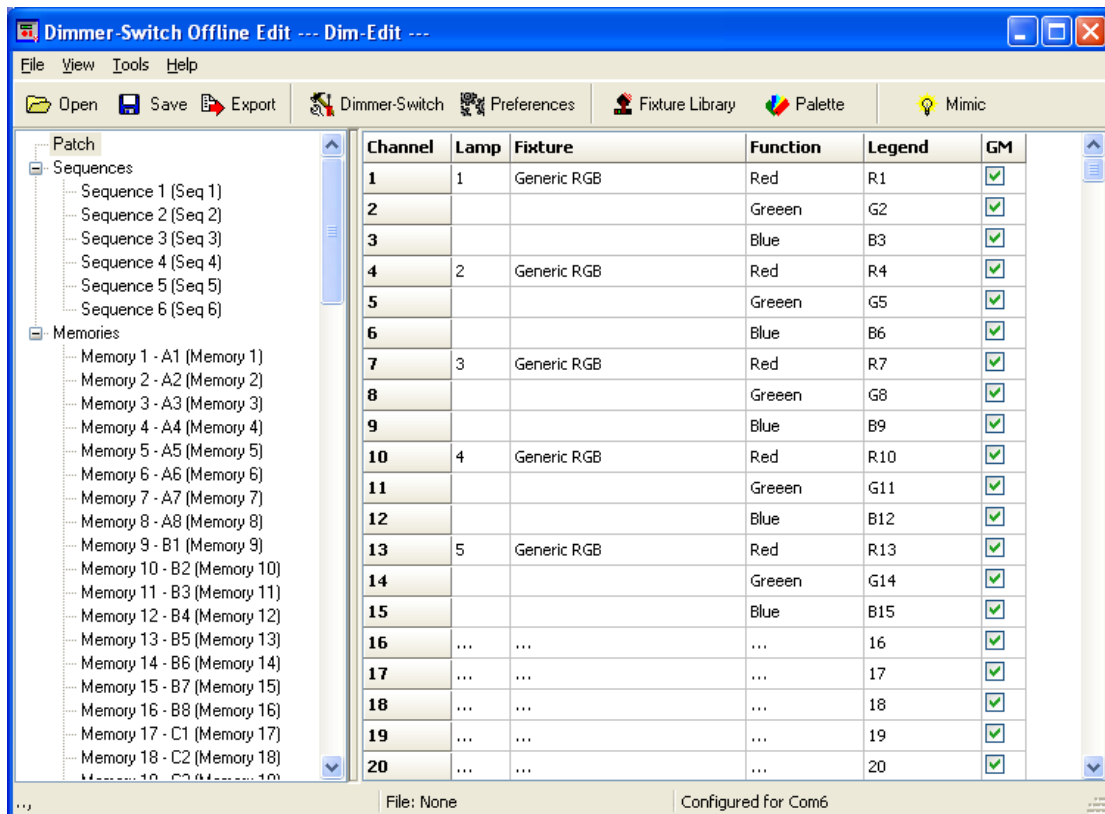 Dimmer-Switch Offline Edit --- Dim-Edit ---
File View Tools Help
Open Save Export Dimmer-Switch Preferences Fixture Library Palette Mimic
Patch
Sequences
Sequence 1 (Seq 1)
Sequence 2 (Seq 2)
Sequence 3 (Seq 3)
Sequence 4 (Seq 4)
Sequence 5 (Seq 5)
Sequence 6 (Seq 6)
Memories
Memory 1 - A1 (Memory 1)
Memory 2 - A2 (Memory 2)
Memory 3 - A3 (Memory 3)
Memory 4 - A4 (Memory 4)
Memory 5 - A5 (Memory 5)
Memory 6 - A6 (Memory 6)
Memory 7 - A7 (Memory 7)
Memory 8 - A8 (Memory 8)
Memory 9 - B1 (Memory 9)
Memory 10 - B2 (Memory 10)
Memory 11 - B3 (Memory 11)
Memory 12 - B4 (Memory 12)
Memory 13 - B5 (Memory 13)
Memory 14 - B6 (Memory 14)
Memory 15 - B7 (Memory 15)
Memory 16 - B8 (Memory 16)
Memory 17 - C1 (Memory 17)
Memory 18 - C2 (Memory 18)
Memory 19 - C3 (Memory 19)
Channel Lamp Fixture Function Legend GM
1 1 Generic RGB Red R1
2 Greeen G2
3 Blue B3
4 2 Generic RGB Red R4
5 Greeen G5
6 Blue B6
7 3 Generic RGB Red R7
8 Greeen G8
9 Blue B9
10 4 Generic RGB Red R10
11 Greeen G11
12 Blue B12
13 5 Generic RGB Red R13
14 Greeen G14
15 Blue B15
16 ... ... ... 16
17 ... ... ... 17
18 ... ... ... 18
19 ... ... ... 19
20 ... ... ... 20
.., File: None Configured for Com6